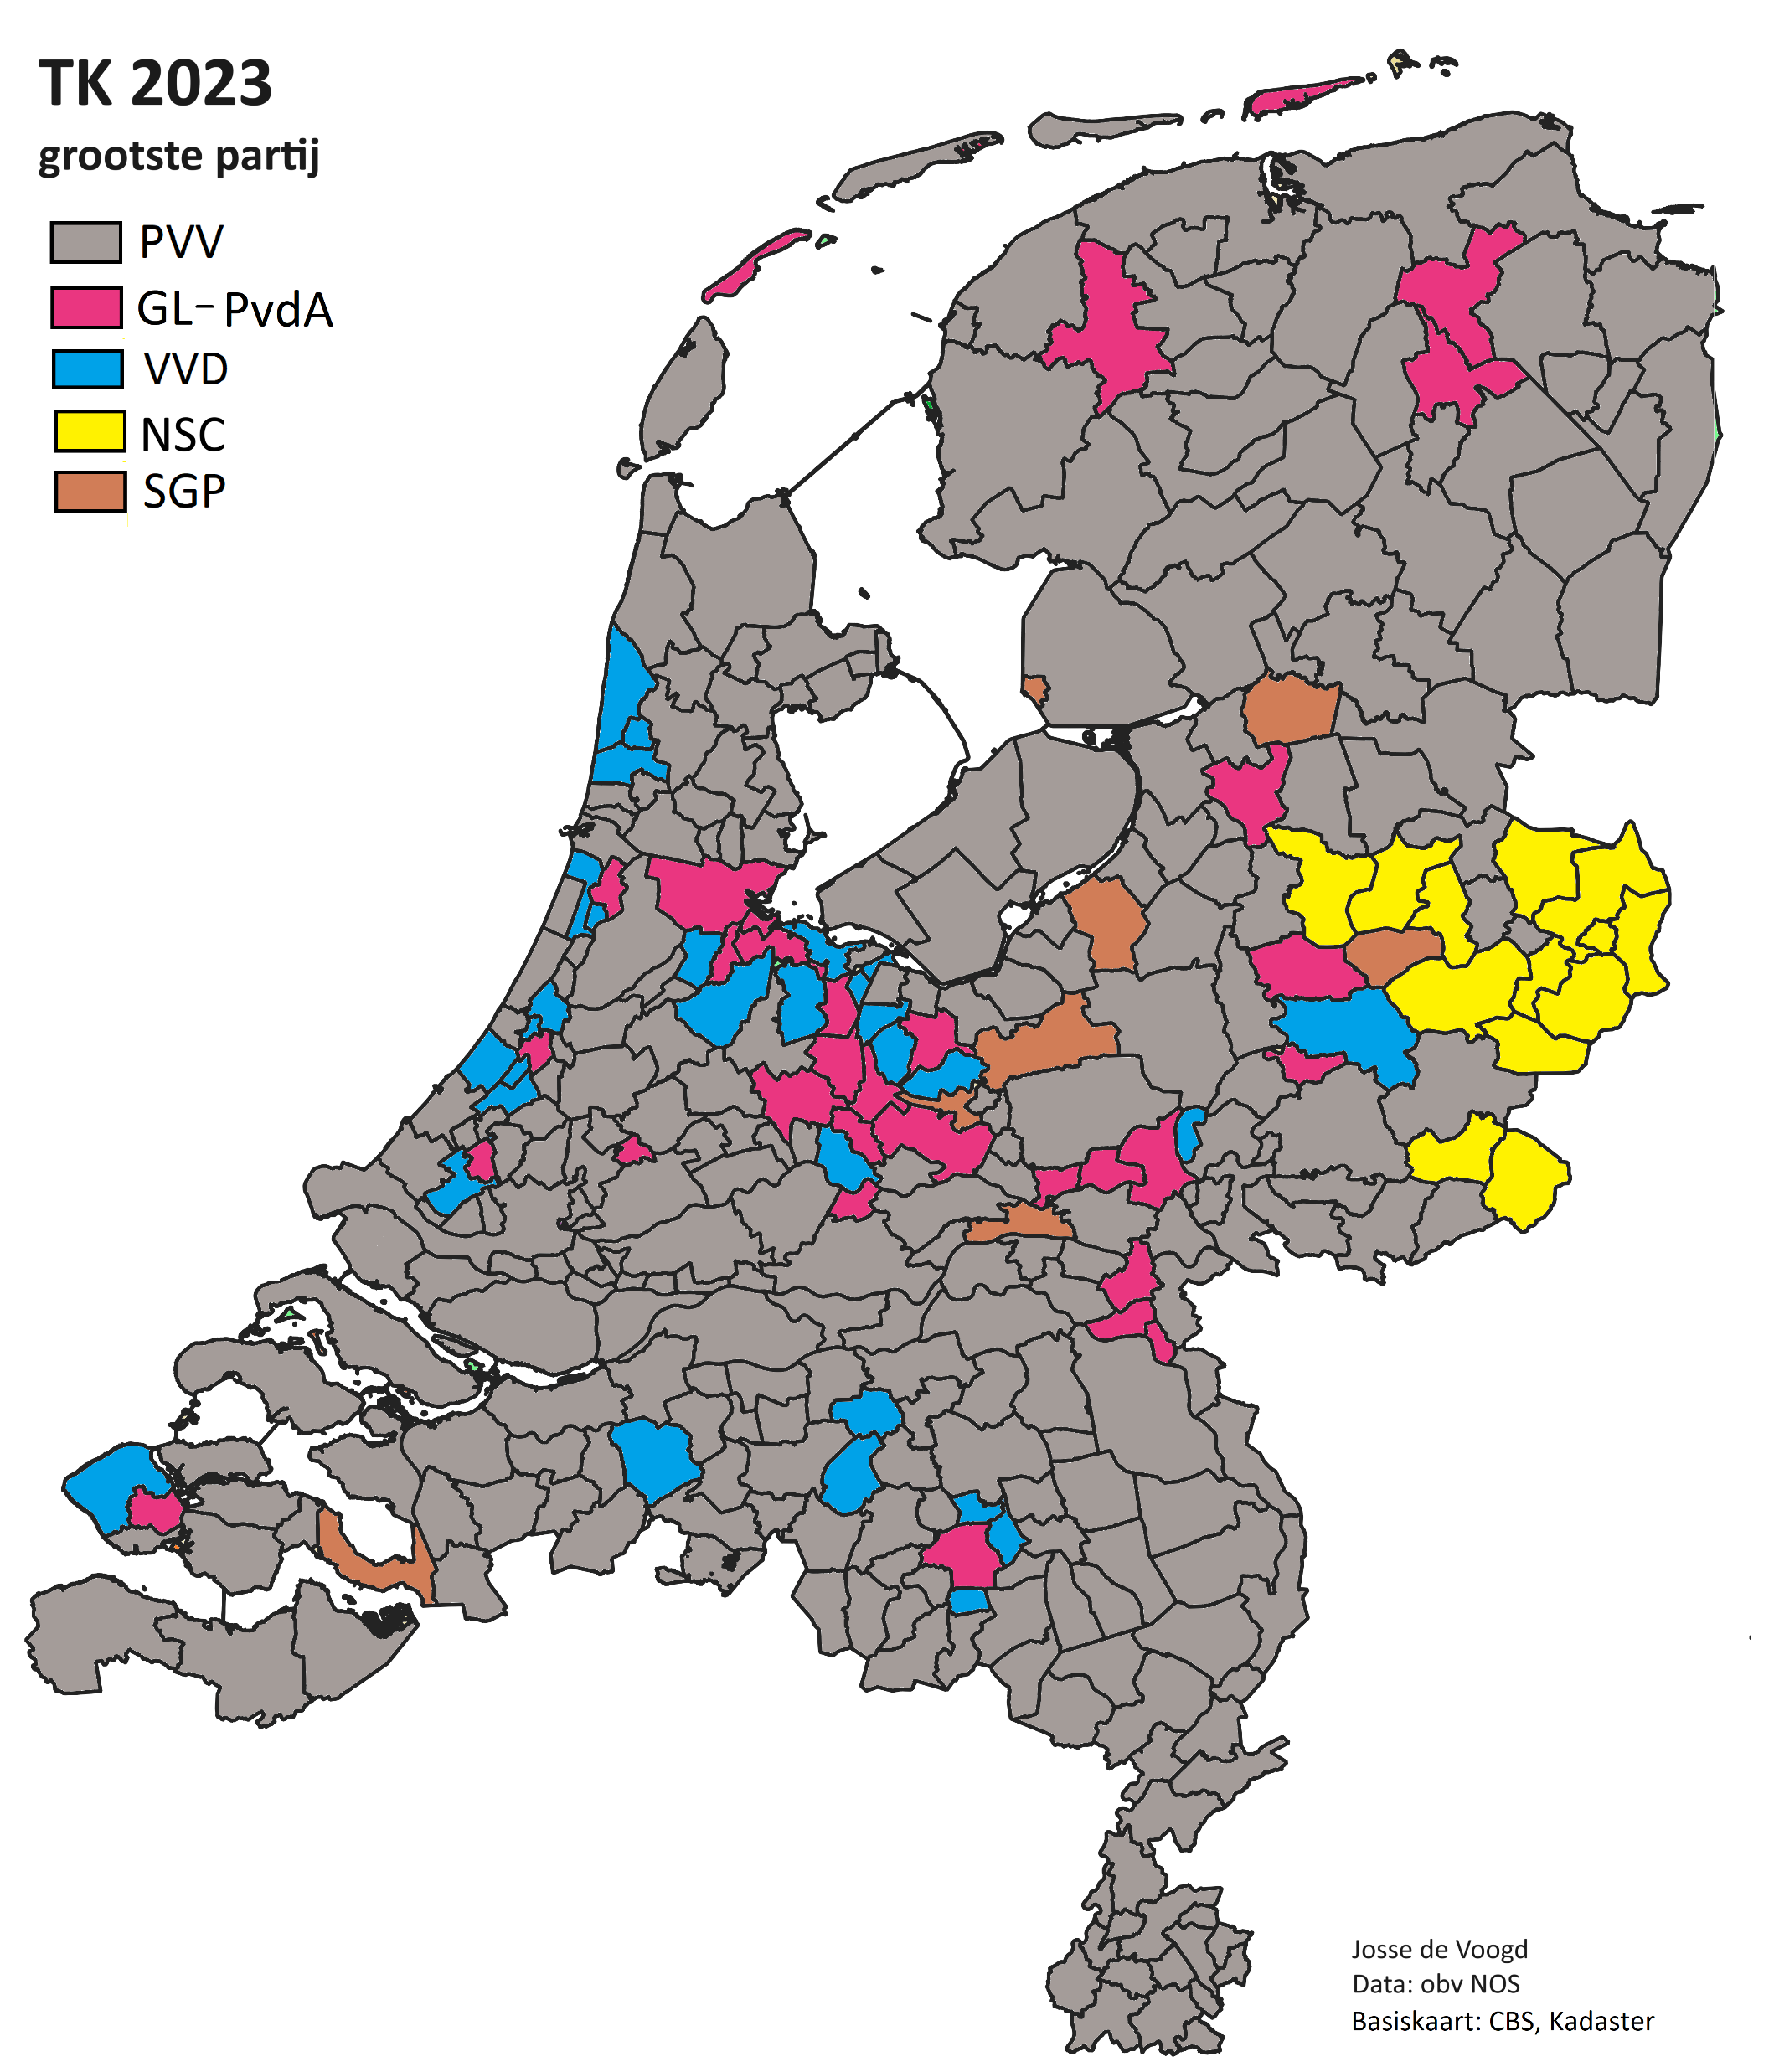 TK 2023
grootste partij
PVV
GL-PvdA
VVD
NSC
SGP
Josse de Voogd
Data: obv NOS
Basiskaart: CBS, Kadaster